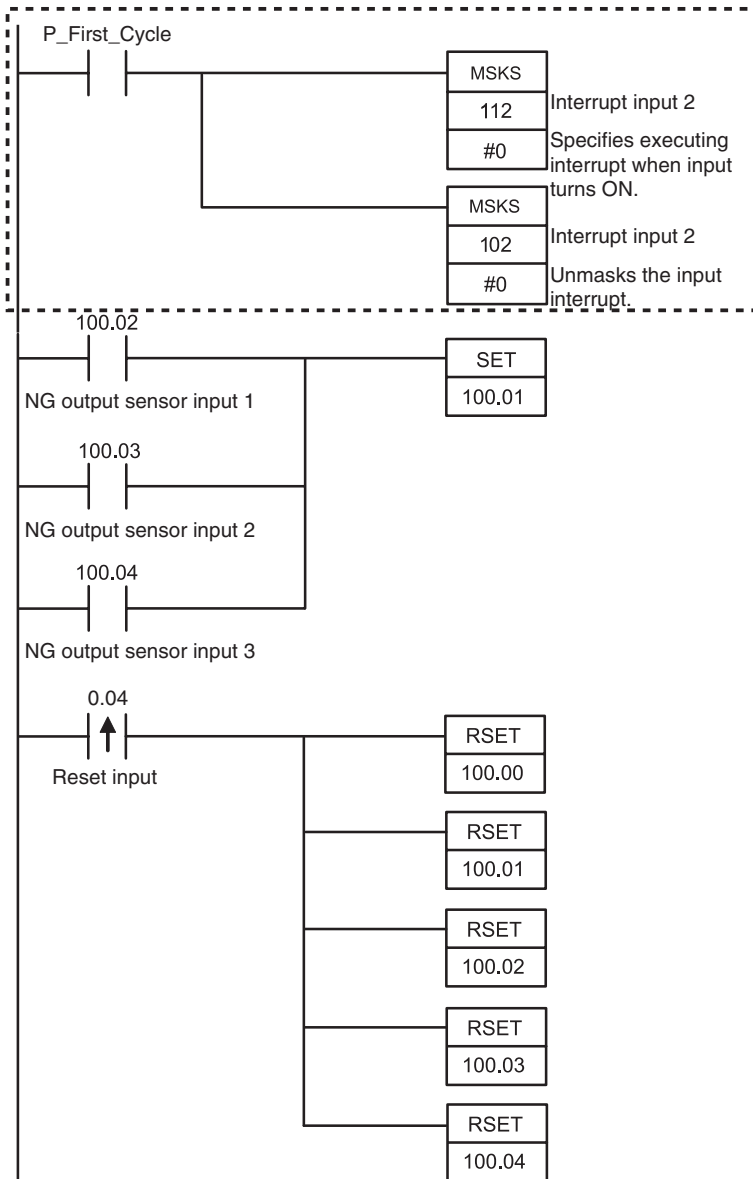 P_First_Cycle
MSKS
112
Interrupt input 2
#0
Specifies executing
interrupt when input
turns ON.
MSKS
102
Interrupt input 2
#0
Unmasks the input
interrupt.
100.02
SET
NG output sensor input 1
100.01
100.03
NG output sensor input 2
100.04
NG output sensor input 3
0.04
RSET
Reset input
100.00
RSET
100.01
RSET
100.02
RSET
100.03
RSET
100.04